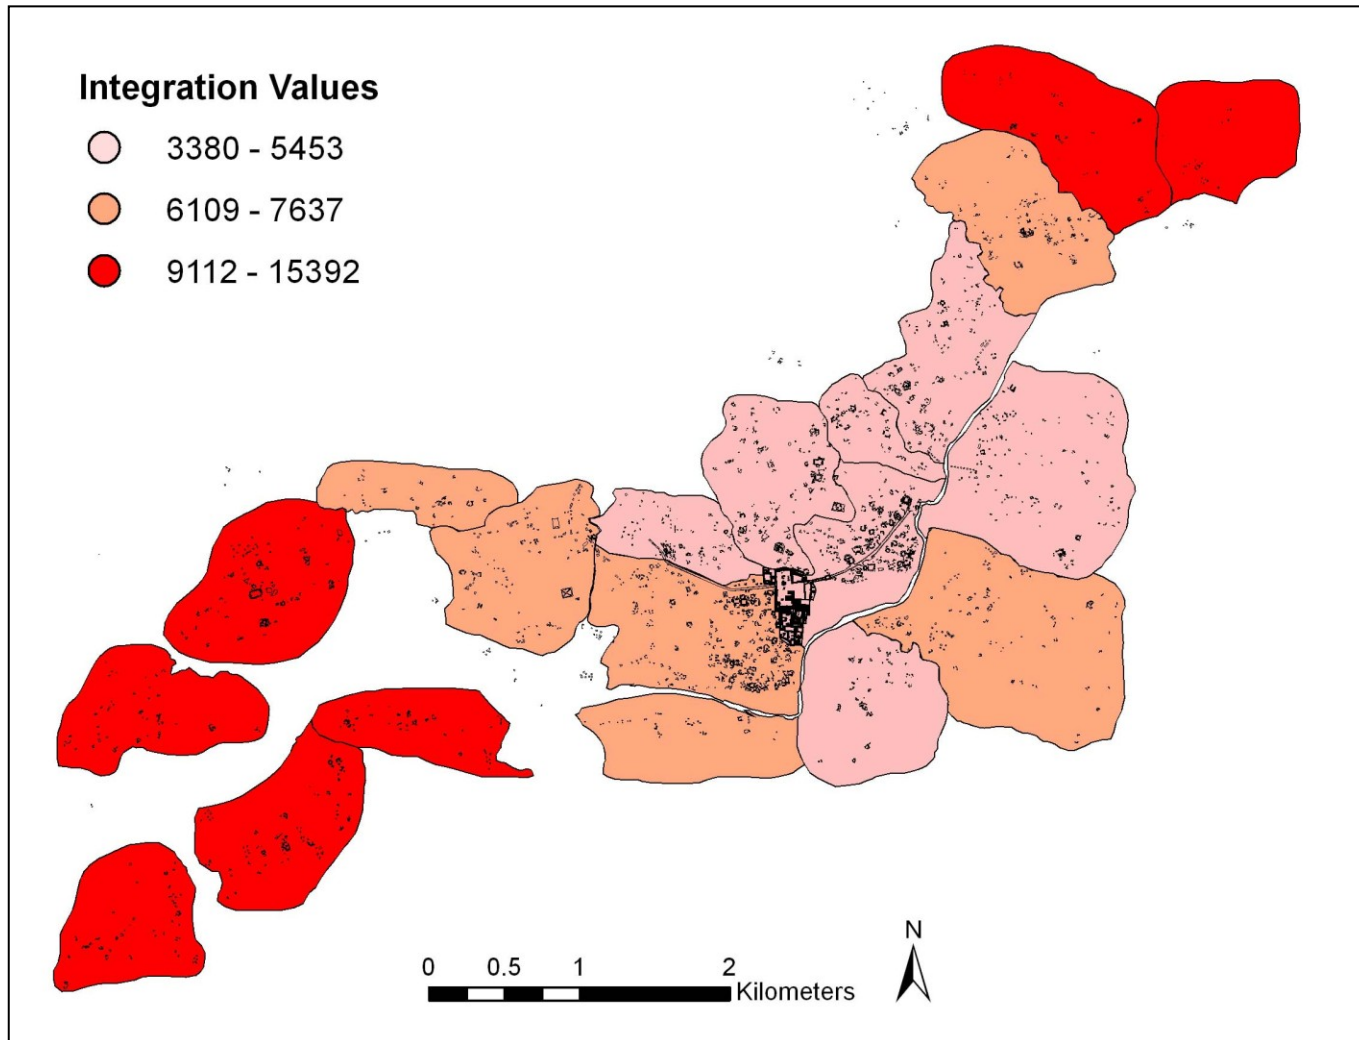 Integration Values
3380 - 5453
6109 - 7637
9112 - 15392
N
0 0.5 1 2
Kilometers